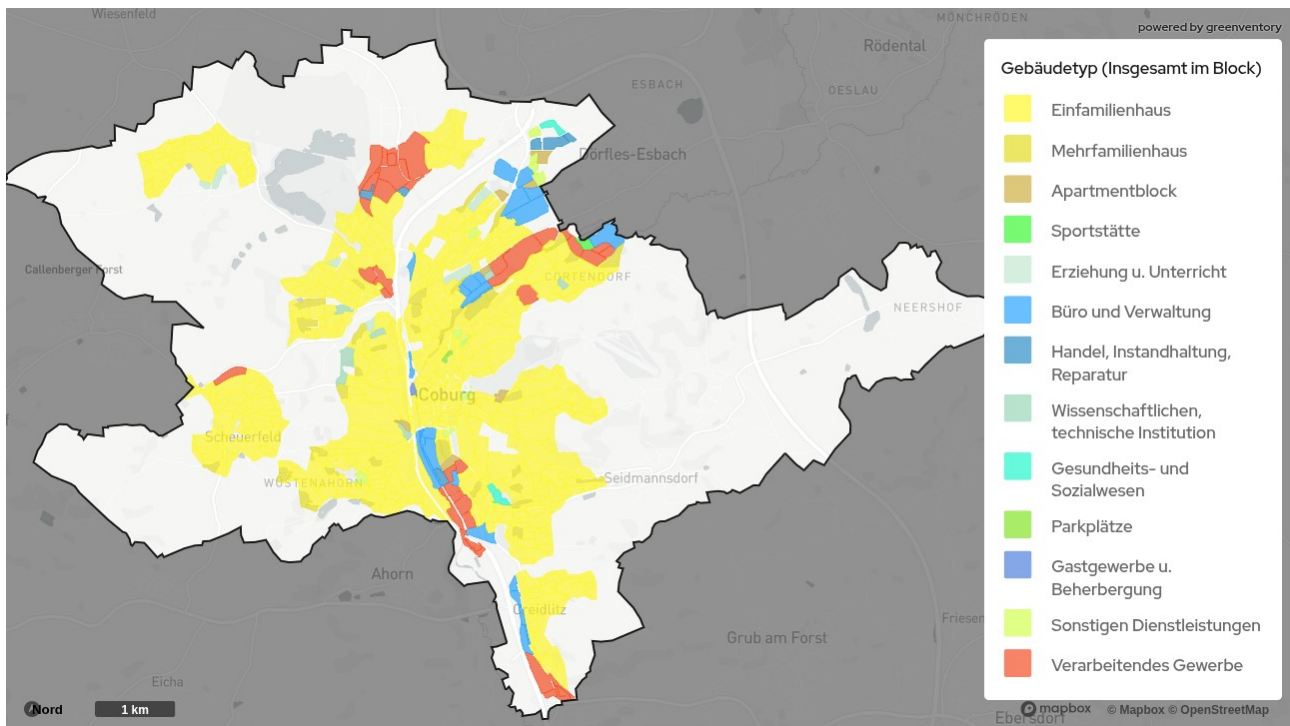 Wiesenfeld
MÖNCHRÖDEN
powered by greenventory
Rödental
ESBACH
OESLAU
Dörfles-Esbach
Callenberger Forst
CORTENDORF
NEERSHOF
Coburg
Scheuerfeld
WÜSTENAHORN
Seidmannsdorf
Ahorn
Creidlitz
Grub am Forst
Friesen
Eicha
Ebersdorf
Gebäudetyp (Insgesamt im Block)
Einfamilienhaus
Mehrfamilienhaus
Apartmentblock
Sportstätte
Erziehung u. Unterricht
Büro und Verwaltung
Handel, Instandhaltung,
Reparatur
Wissenschaftlichen,
technische Institution
Gesundheits- und
Sozialwesen
Parkplätze
Gastgewerbe u.
Beherbergung
Sonstigen Dienstleistungen
Verarbeitendes Gewerbe
Nord
1 km
mapbox
© Mapbox © OpenStreetMap